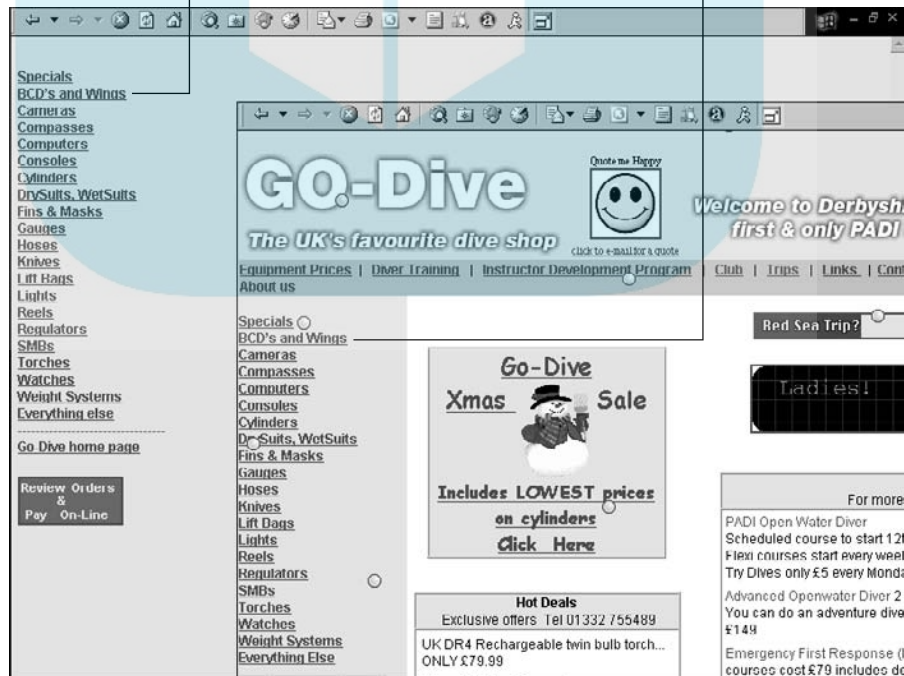 Specials
BCD's and Wings
Cameras
Compasses
Computers
Consoles
Cylinders
DrySuits, WetSuits
Fins & Masks
Gauges
Hoses
Knives
Lift Bags
Lights
Reels
Regulators
SMBs
Torches
Watches
Weight Systems
Everything else
Go Dive home page
Review Orders
&
Pay On-Line
GO-Dive
The UK's favourite dive shop
Quote me Happy
click to e-mail for a quote
Welcome to Derbysh
first & only PADI
Equipment Prices | Diver Training | Instructor Development Program | Club | Trips | Links | Cont
About us
Specials
BCD's and Wings
Cameras
Compasses
Computers
Consoles
Cylinders
DrySuits, WetSuits
Fins & Masks
Gauges
Hoses
Knives
Lift Bags
Lights
Reels
Regulators
SMBs
Torches
Watches
Weight Systems
Everything Else
Go-Dive
Xmas Sale
Includes LOWEST prices
on cylinders
Click Here
Hot Deals
Exclusive offers Tel 01332 755489
UK DR4 Rechargeable twin bulb torch...
ONLY £79.99
Red Sea Trip?
Ladies!
For more
PADI Open Water Diver
Scheduled course to start 12
Flexi courses start every wee
Try Dives only £5 every Monda
Advanced Openwater Diver 2
You can do an adventure dive
£149
Emergency First Response (
courses cost £79 includes de